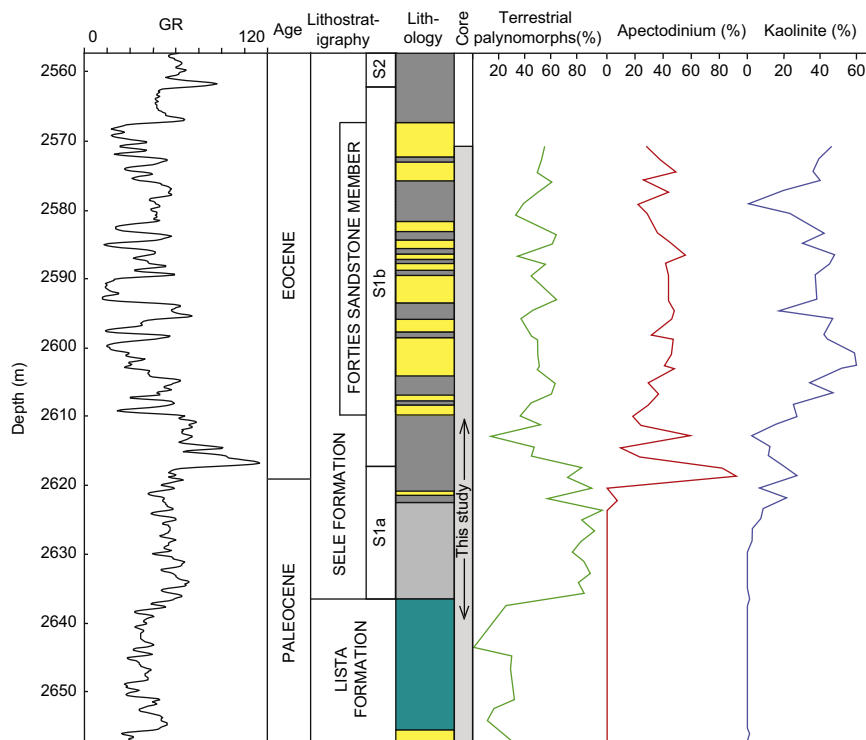 GR
0 120
Age
Lithostrat-
igraphy
Lith-
ology
Core
Terrestrial
palynomorphs(%)
20 40 60 80
Apectodinium (%)
0 20 40 60 80
Kaolinite (%)
0 20 40 60
Depth (m)
2560
2570
2580
2590
2600
2610
2620
2630
2640
2650
EOCENE
PALEOCENE
FORTIES SANDSTONE MEMBER
SELE FORMATION
LISTA
FORMATION
S2
S1b
S1a
This study